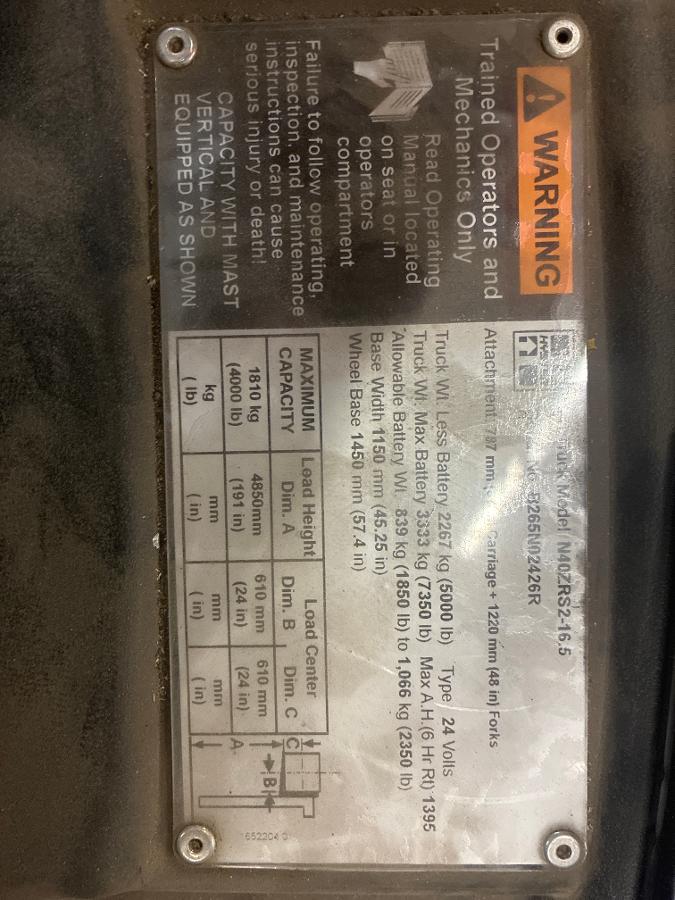 WARNING
Trained Operators and
Mechanics Only
Read Operating
Manual located
on seat or in
operators
compartment
Failure to follow operating,
inspection, and maintenance
instructions can cause
serious injury or death!
CAPACITY WITH MAST
VERTICAL AND
EQUIPPED AS SHOWN
Truck Model N40ZRS2-16.5
No. B265N02426R
Attachment 787 mm Carriage + 1220 mm (48 in) Forks
Truck Wt. Less Battery 2267 kg (5000 lb) Type 24 Volts
Truck Wt. Max Battery 3333 kg (7350 lb) Max A.H.(6 Hr Rt) 1395
Allowable Battery Wt 839 kg (1850 lb) to 1,066 kg (2350 lb)
Base Width 1150 mm (45.25 in)
Wheel Base 1450 mm (57.4 in)
MAXIMUM Load Height Load Center
CAPACITY Dim. A Dim. B Dim. C
1810 kg 4850mm 610 mm 610 mm
(4000 lb) (191 in) (24 in) (24 in)
kg mm mm mm
( lb) ( in) ( in) ( in)
C
B
A